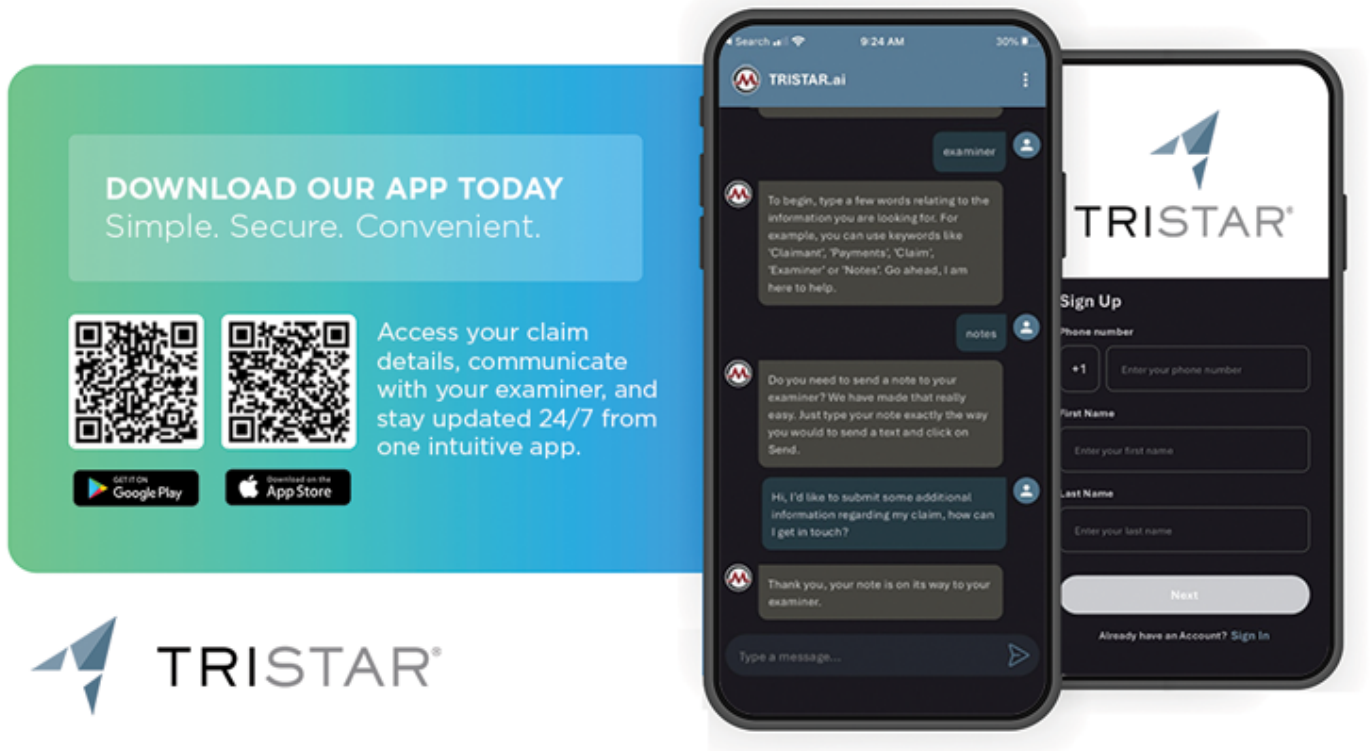 DOWNLOAD OUR APP TODAY
Simple. Secure. Convenient.
Access your claim
details, communicate
with your examiner, and
stay updated 24/7 from
one intuitive app.
GET IT ON
Google Play
Download on the
App Store
TRISTAR®
Search
9:24 AM
30%
TRISTAR.ai
examiner
To begin, type a few words relating to the
information you are looking for. For
example, you can use keywords like
'Claimant', 'Payments', 'Claim',
'Examiner' or 'Notes'. Go ahead, I am
here to help.
notes
Do you need to send a note to your
examiner? We have made that really
easy. Just type your note exactly the way
you would to send a text and click on
Send.
Hi, I'd like to submit some additional
information regarding my claim, how can
I get in touch?
Thank you, your note is on its way to your
examiner.
Type a message...
TRISTAR®
Sign Up
Phone number
+1
Enter your phone number
First Name
Enter your first name
Last Name
Enter your last name
Next
Already have an Account? Sign In